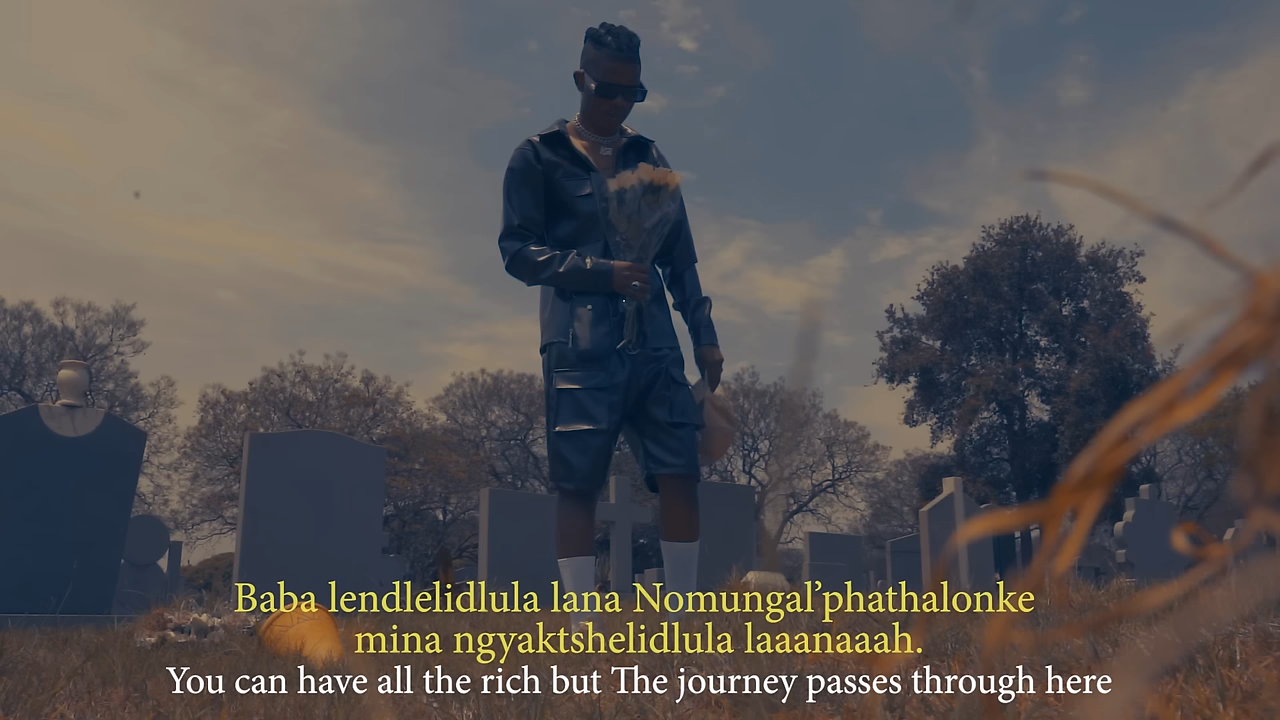 Baba lendlelidlula lana Nomungal’phathalonke
mina ngyaktshelidlula laaanaaah.
You can have all the rich but The journey passes through here